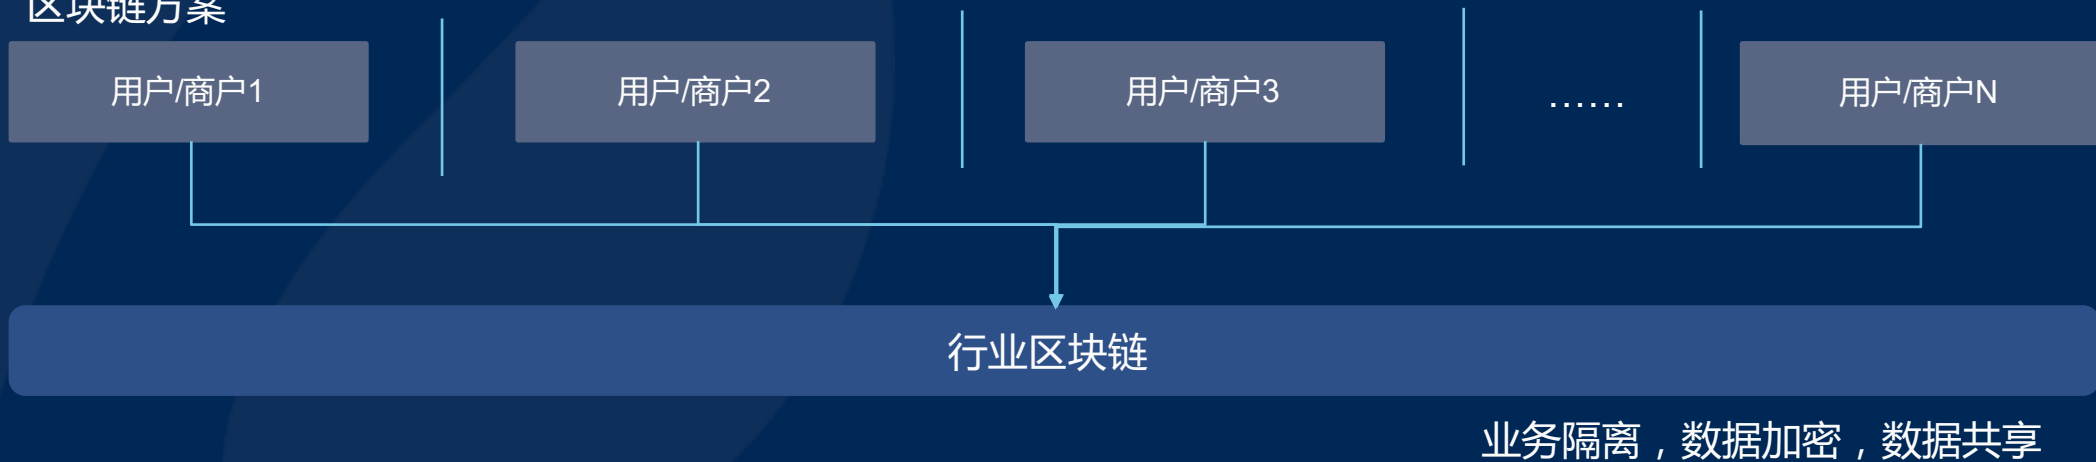 区块链方案
用户/商户1
用户/商户2
用户/商户3
……
用户/商户N
行业区块链
业务隔离，数据加密，数据共享